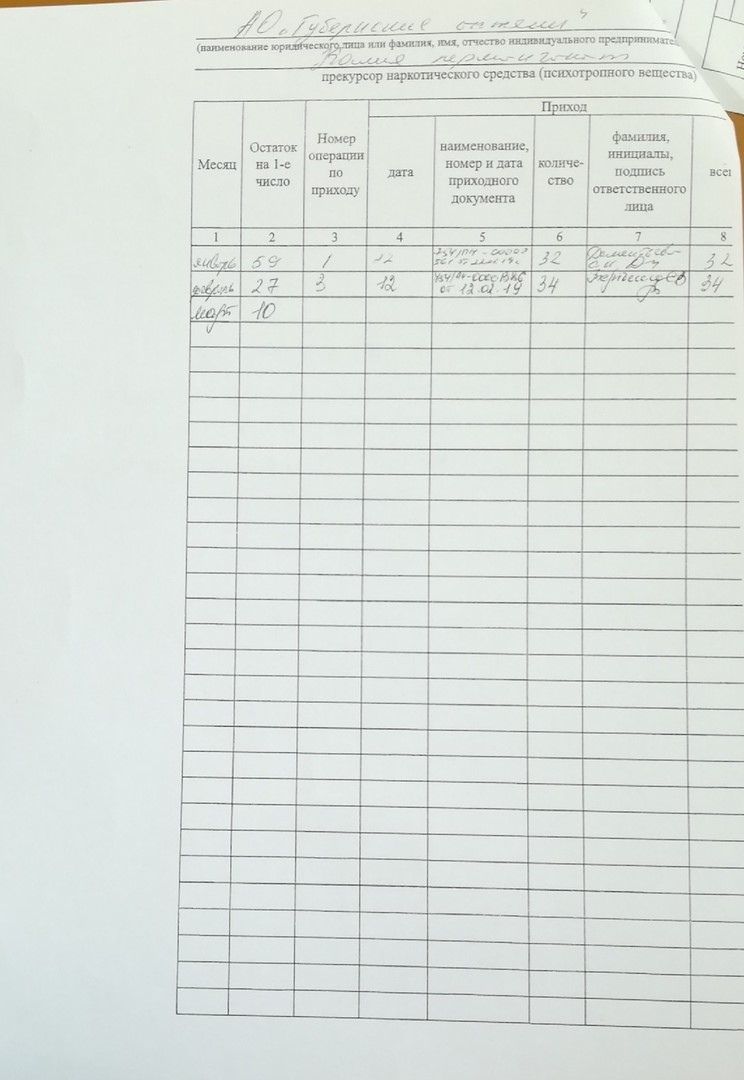 АО „Губернские аптеки"
(наименование юридического лица или фамилия, имя, отчество индивидуального предпринимате
Калия перманганат
прекурсор наркотического средства (психотропного вещества)
Приход
Месяц
Остаток
на 1-е
число
Номер
операции
по
приходу
дата
наименование,
номер и дата
приходного
документа
количе-
ство
фамилия,
инициалы,
подпись
ответственного
лица
всег
1 2 3 4 5 6 7 8
январь 59 1 32 32
февраль 27 3 12 от 12.02.19 34 34
март 10